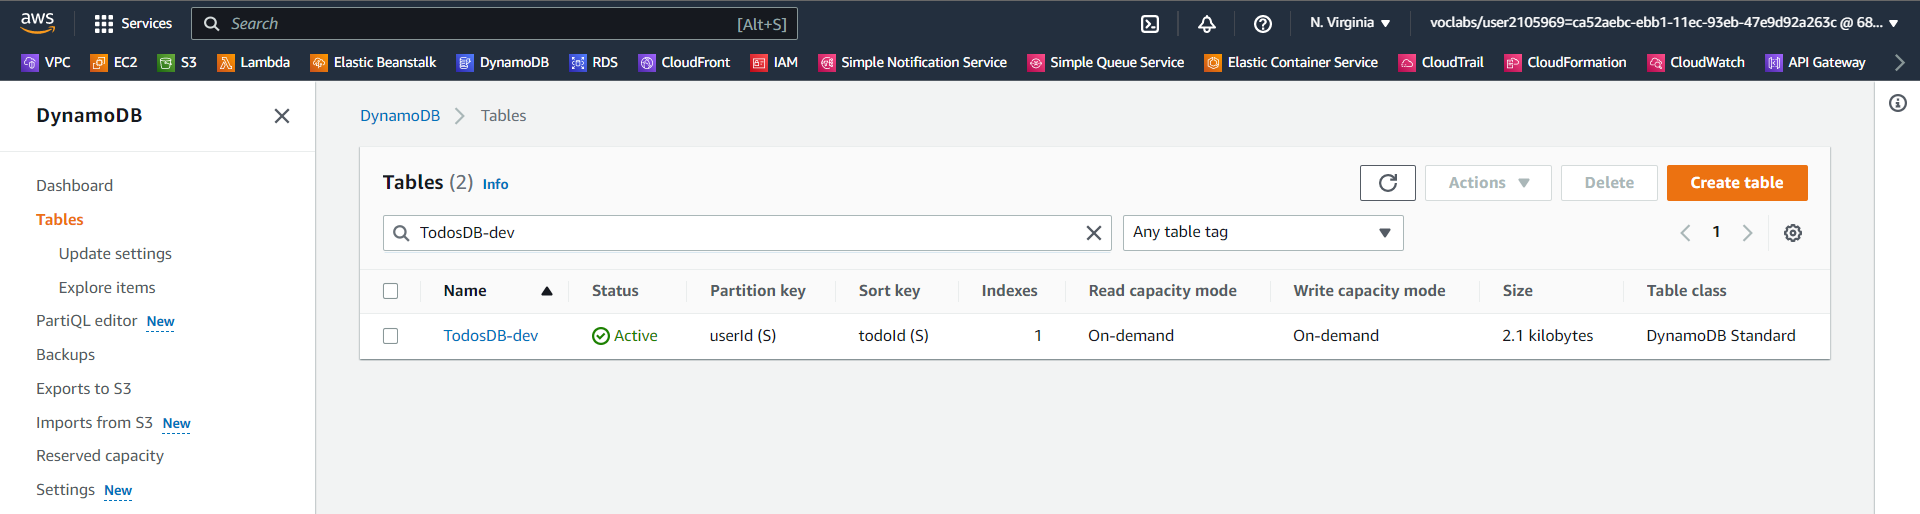 aws Services Search [Alt+S] N. Virginia voclabs/user2105969=ca52aebc-ebb1-11ec-93eb-47e9d92a263c @ 68...
VPC EC2 S3 Lambda Elastic Beanstalk DynamoDB RDS CloudFront IAM Simple Notification Service Simple Queue Service Elastic Container Service CloudTrail CloudFormation CloudWatch API Gateway
DynamoDB
Dashboard
Tables
Update settings
Explore items
PartiQL editor New
Backups
Exports to S3
Imports from S3 New
Reserved capacity
Settings New
DynamoDB Tables
Tables (2) Info Actions Delete Create table
TodosDB-dev Any table tag 1
Name Status Partition key Sort key Indexes Read capacity mode Write capacity mode Size Table class
TodosDB-dev Active userId (S) todoId (S) 1 On-demand On-demand 2.1 kilobytes DynamoDB Standard